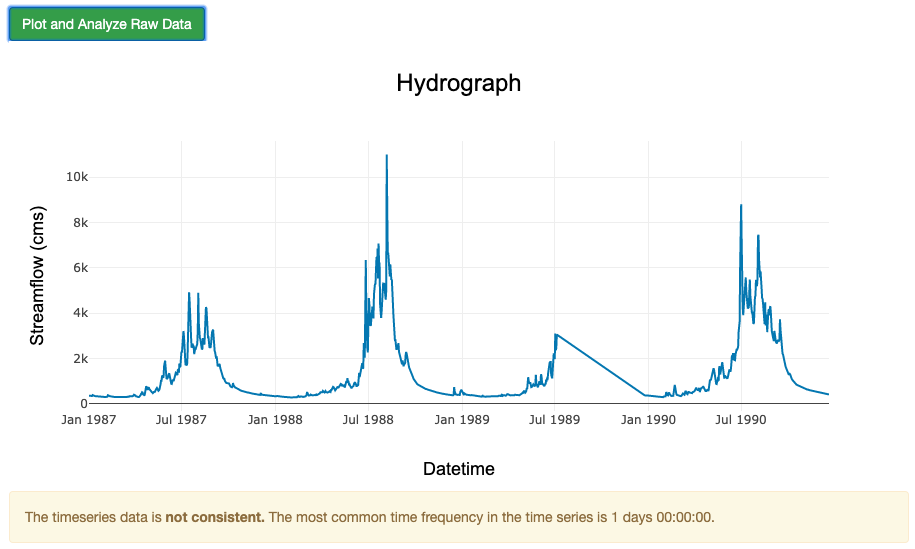 Plot and Analyze Raw Data
Hydrograph
Streamflow (cms)
10k
8k
6k
4k
2k
0
Jan 1987 Jul 1987 Jan 1988 Jul 1988 Jan 1989 Jul 1989 Jan 1990 Jul 1990
Datetime
The timeseries data is not consistent. The most common time frequency in the time series is 1 days 00:00:00.